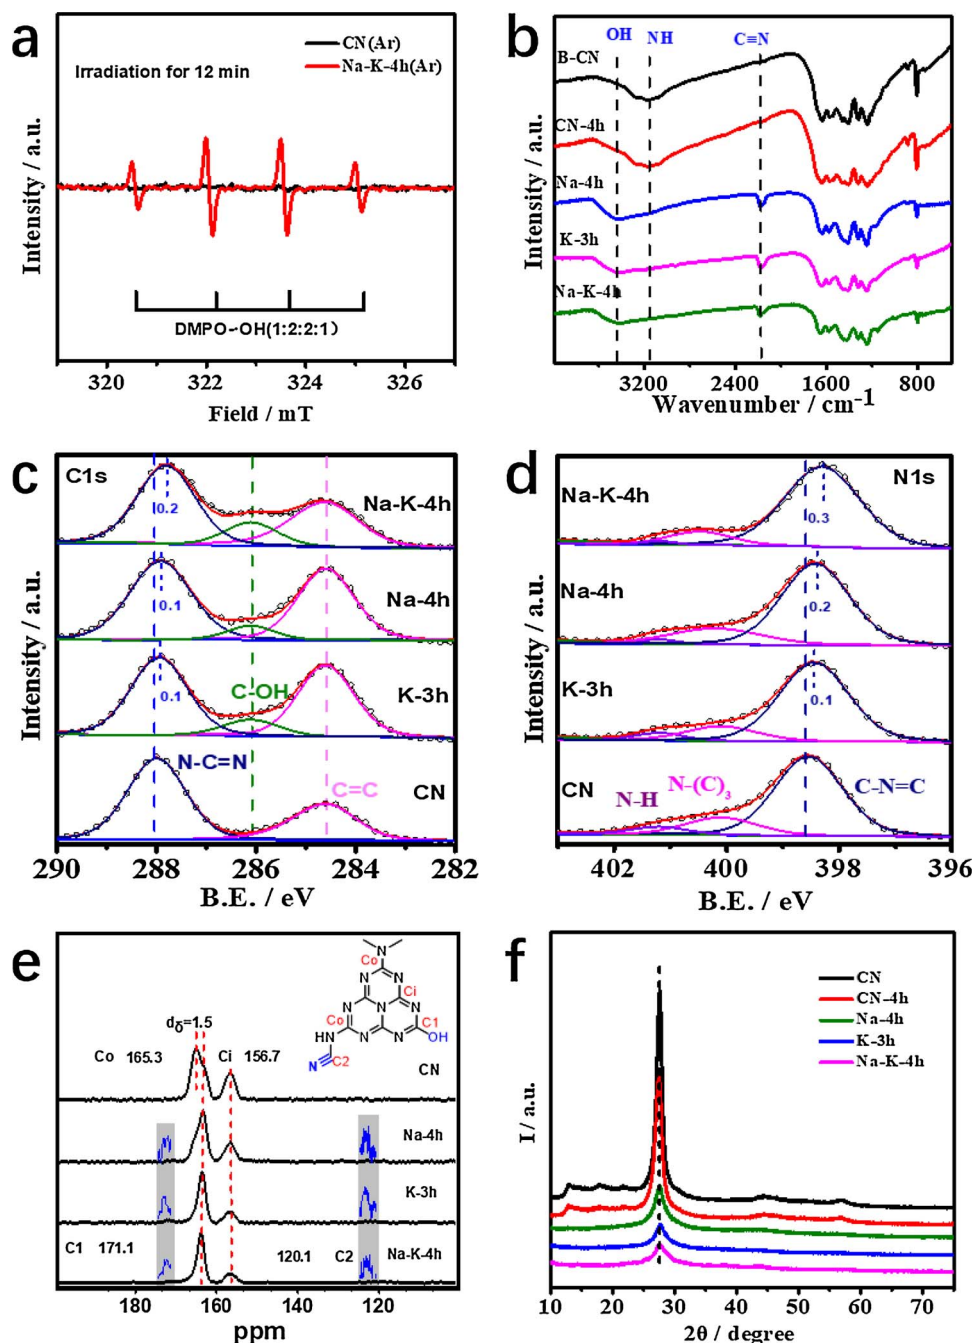 a
CN(Ar)
Na-K-4h(Ar)
Irradiation for 12 min
Intensity / a.u.
DMPO--OH(1:2:2:1)
320 322 324 326
Field / mT
b
OH NH C≡N
B-CN
CN-4h
Na-4h
K-3h
Na-K-4h
Intensity / a.u.
3200 2400 1600 800
Wavenumber / cm-1
c
C1s
Na-K-4h
0.2
Na-4h
0.1
K-3h
0.1
C-OH
N-C=N
C=C
CN
Intensity / a.u.
290 288 286 284 282
B.E. / eV
d
N1s
Na-K-4h
0.3
Na-4h
0.2
K-3h
0.1
CN
N-H
N-(C)3
C-N=C
Intensity / a.u.
402 400 398 396
B.E. / eV
e
dδ=1.5
Co 165.3 Ci 156.7
N
Co
N N
Ci
N N N
Co C1
N N N OH
HN
N C2
CN
Na-4h
K-3h
C1 171.1 120.1 C2 Na-K-4h
180 160 140 120
ppm
f
CN
CN-4h
Na-4h
K-3h
Na-K-4h
I / a.u.
10 20 30 40 50 60 70
2θ / degree